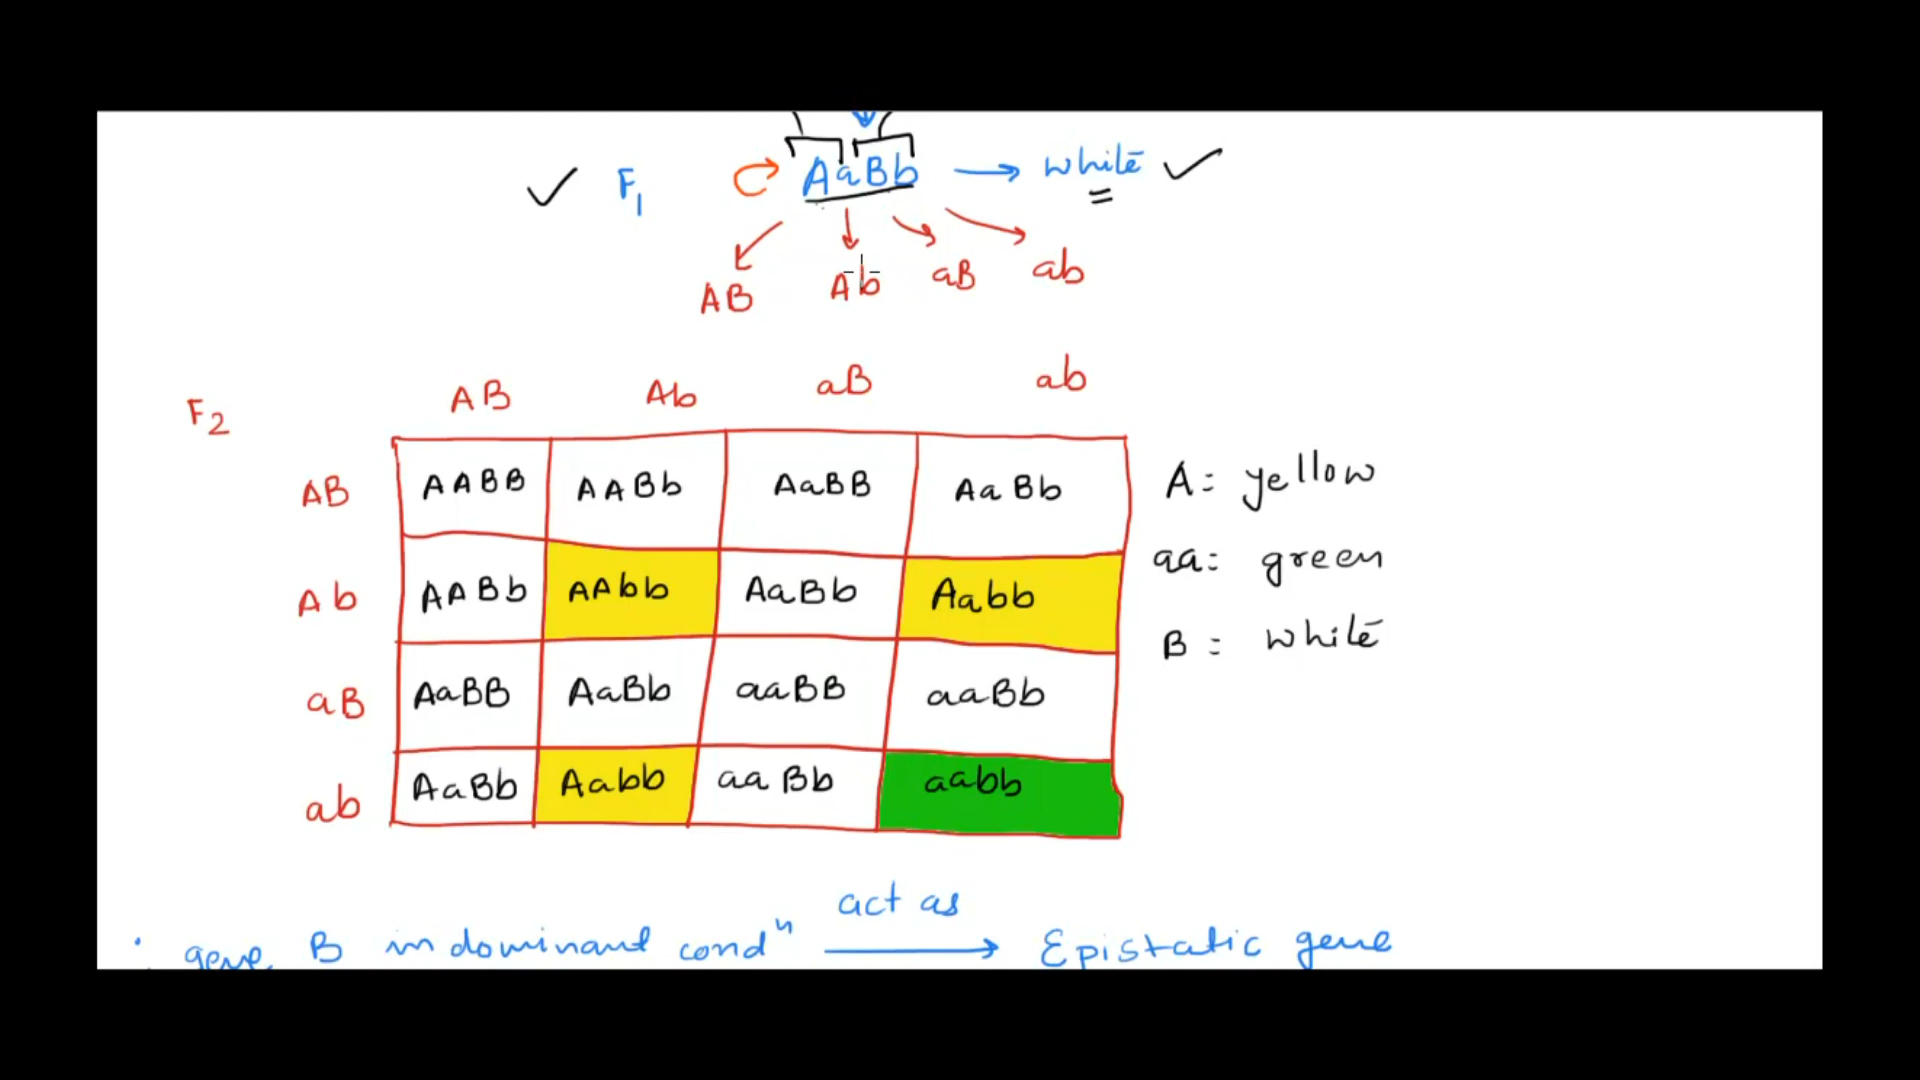 F1 AaBb → white
AB Ab aB ab
F2 AB Ab aB ab
AB AABB AABb AaBB AaBb A= yellow
Ab AABb AAbb AaBb Aabb aa= green
aB AaBB AaBb aaBB aaBb B = white
ab AaBb Aabb aaBb aabb
act as
gene B in dominant condⁿ → Epistatic gene